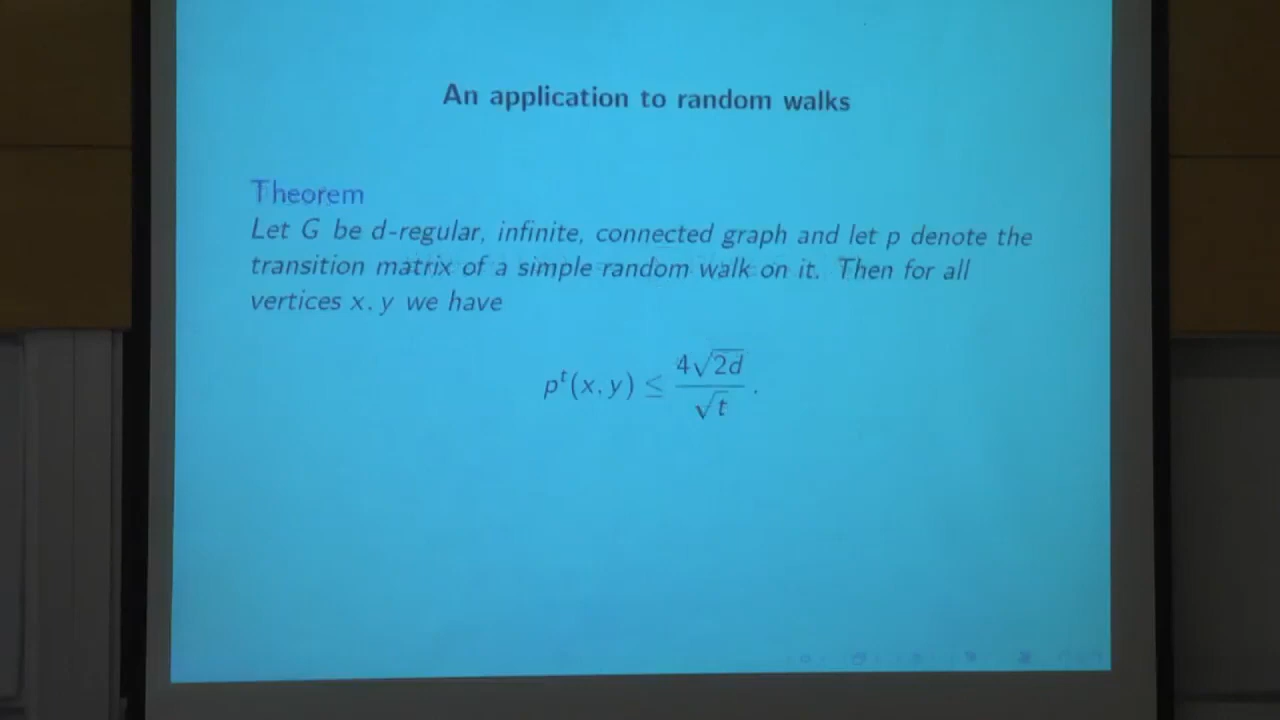 An application to random walks
Theorem
Let G be d-regular, infinite, connected graph and let p denote the
transition matrix of a simple random walk on it. Then for all
vertices x, y we have
p^t(x, y) ≤ 4√2d / √t .